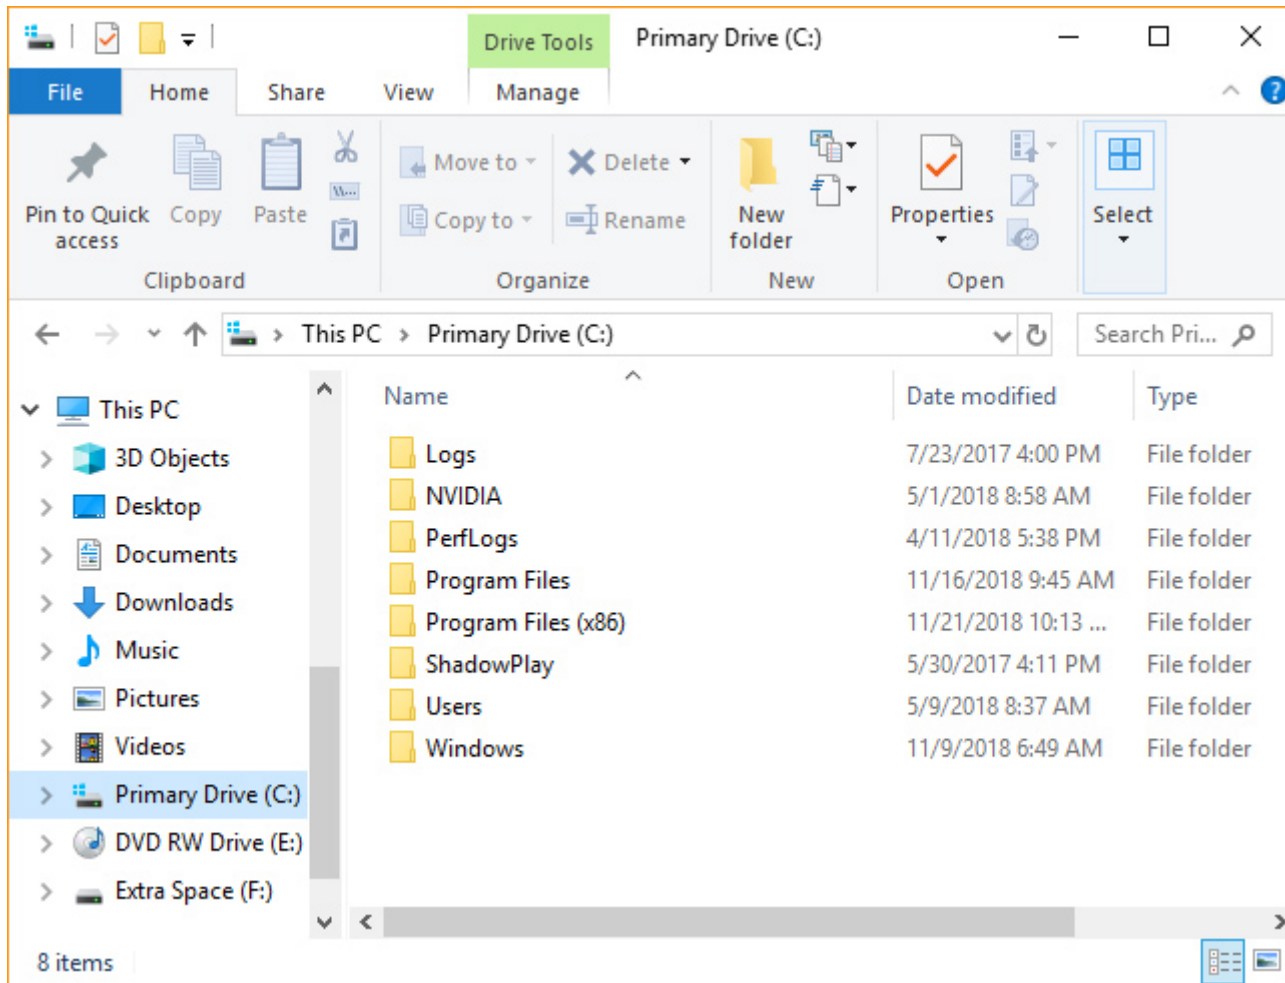 Drive Tools Primary Drive (C:)
File Home Share View Manage
Pin to Quick access Copy Paste
Move to Delete
Copy to Rename
New folder
Properties
Select
Clipboard Organize New Open
This PC > Primary Drive (C:) Search Pri...
This PC
3D Objects
Desktop
Documents
Downloads
Music
Pictures
Videos
Primary Drive (C:)
DVD RW Drive (E:)
Extra Space (F:)
Name Date modified Type
Logs 7/23/2017 4:00 PM File folder
NVIDIA 5/1/2018 8:58 AM File folder
PerfLogs 4/11/2018 5:38 PM File folder
Program Files 11/16/2018 9:45 AM File folder
Program Files (x86) 11/21/2018 10:13 ... File folder
ShadowPlay 5/30/2017 4:11 PM File folder
Users 5/9/2018 8:37 AM File folder
Windows 11/9/2018 6:49 AM File folder
8 items